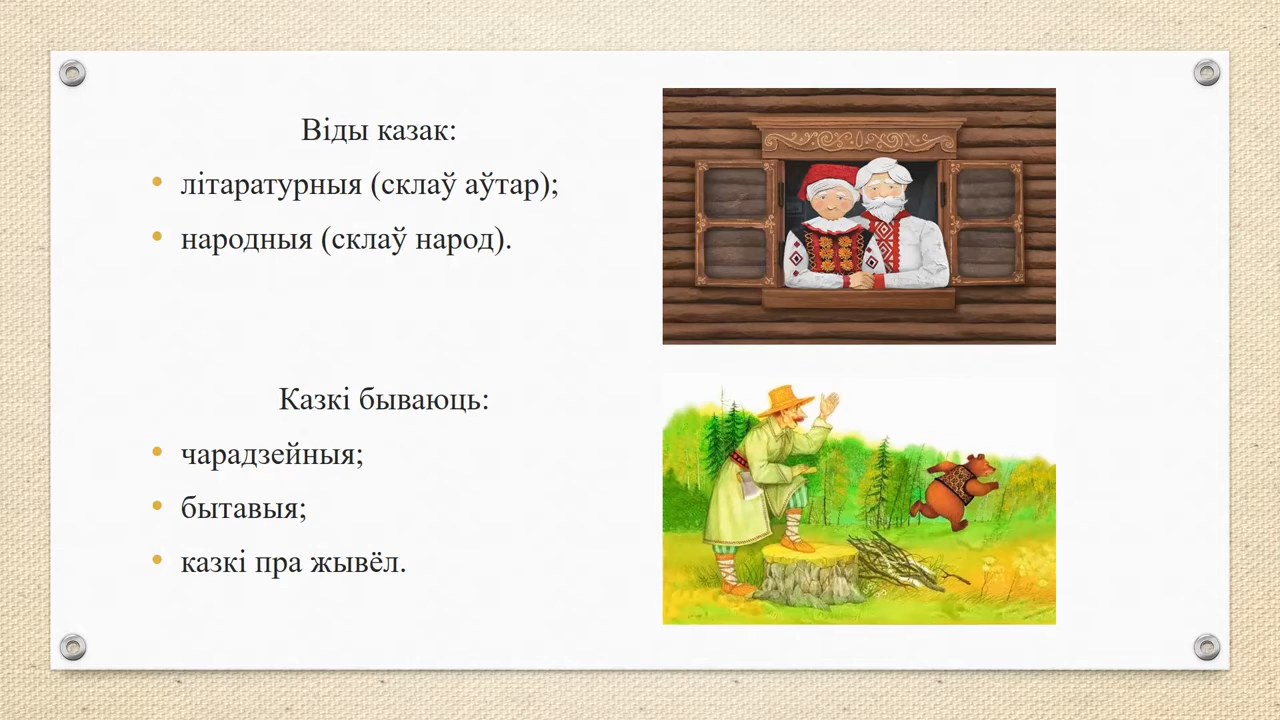 Віды казак:
літаратурныя (склаў аўтар);
народныя (склаў народ).
Казкі бываюць:
чарадзейныя;
бытавыя;
казкі пра жывёл.